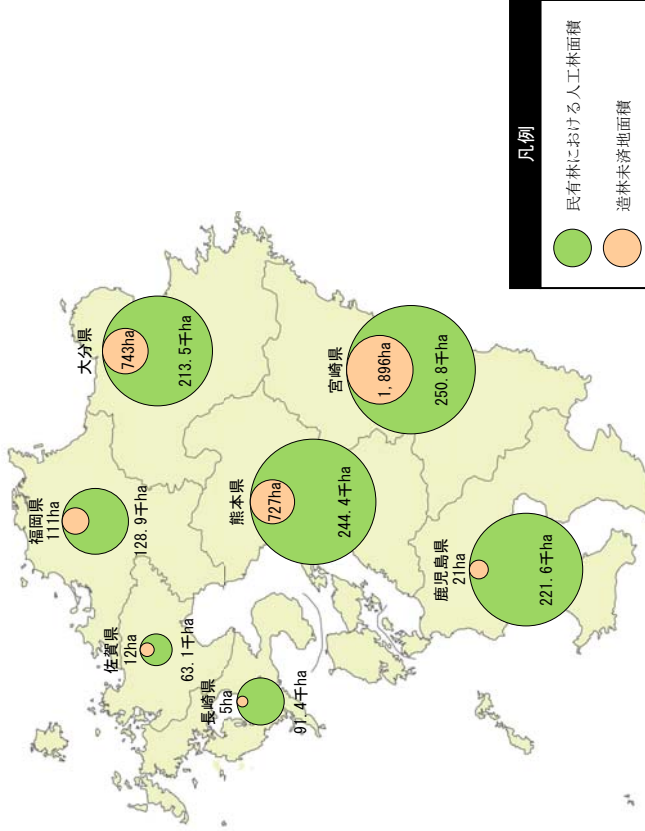 福岡県
111ha
128.9千ha
佐賀県
12ha
63.1千ha
長崎県
5ha
91.4千ha
大分県
743ha
213.5千ha
熊本県
727ha
244.4千ha
宮崎県
1,896ha
250.8千ha
鹿児島県
21ha
221.6千ha
凡例
民有林における人工林面積
造林未済地面積